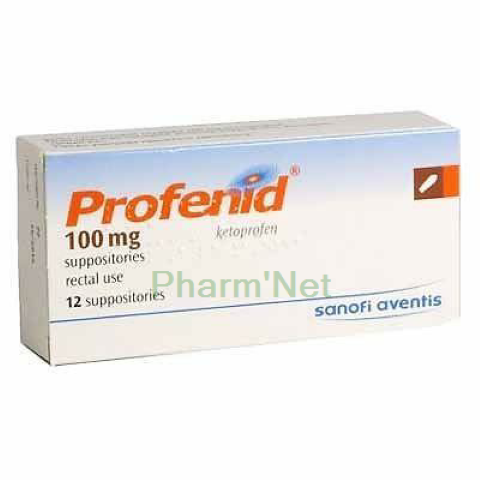 Profenid®
100 mg
ketoprofen
suppositories
rectal use
Pharm'Net
12 suppositories
sanofi aventis